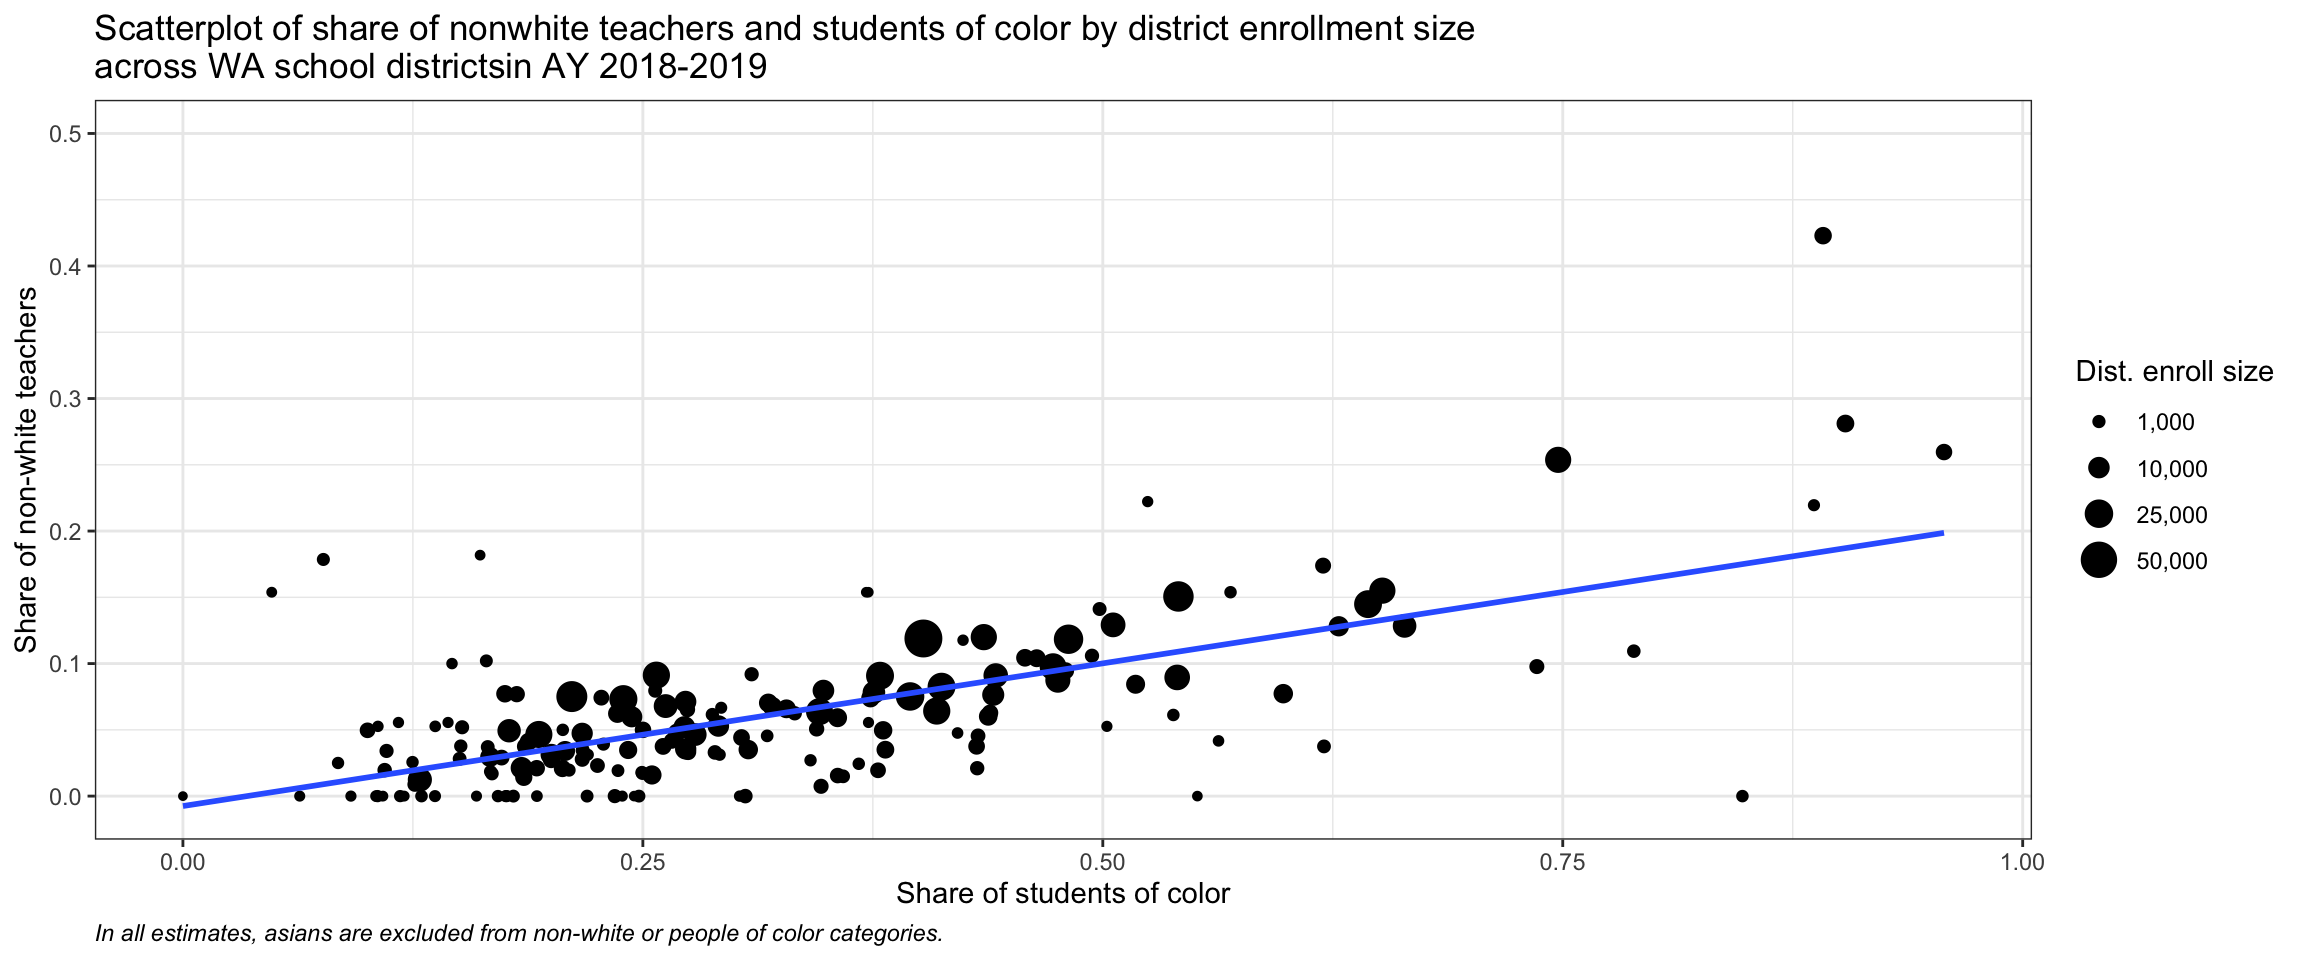 Scatterplot of share of nonwhite teachers and students of color by district enrollment size
across WA school districtsin AY 2018-2019
0.5
0.4
0.3
0.2
0.1
0.0
Share of non-white teachers
0.00
0.25
0.50
0.75
1.00
Share of students of color
Dist. enroll size
1,000
10,000
25,000
50,000
In all estimates, asians are excluded from non-white or people of color categories.